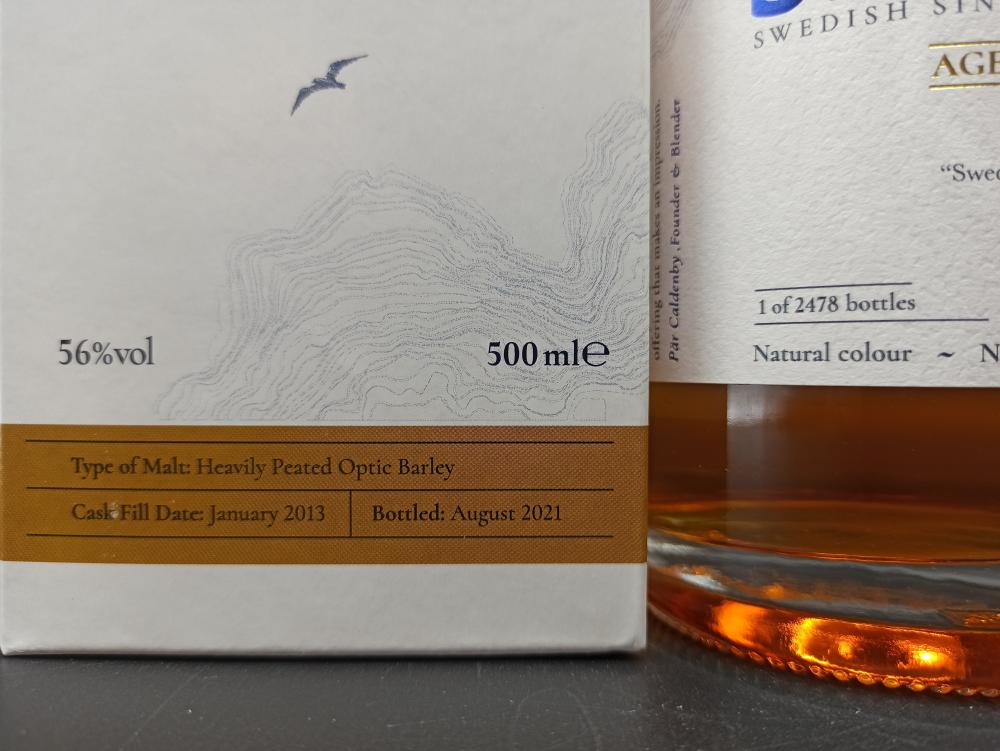 56%vol
500 ml℮
Type of Malt: Heavily Peated Optic Barley
Cask Fill Date: January 2013
Bottled: August 2021
offering that makes an impression.
Pär Caldenby, Founder & Blender
SWEDISH SIN
AGE
“Swed
1 of 2478 bottles
Natural colour ~ N